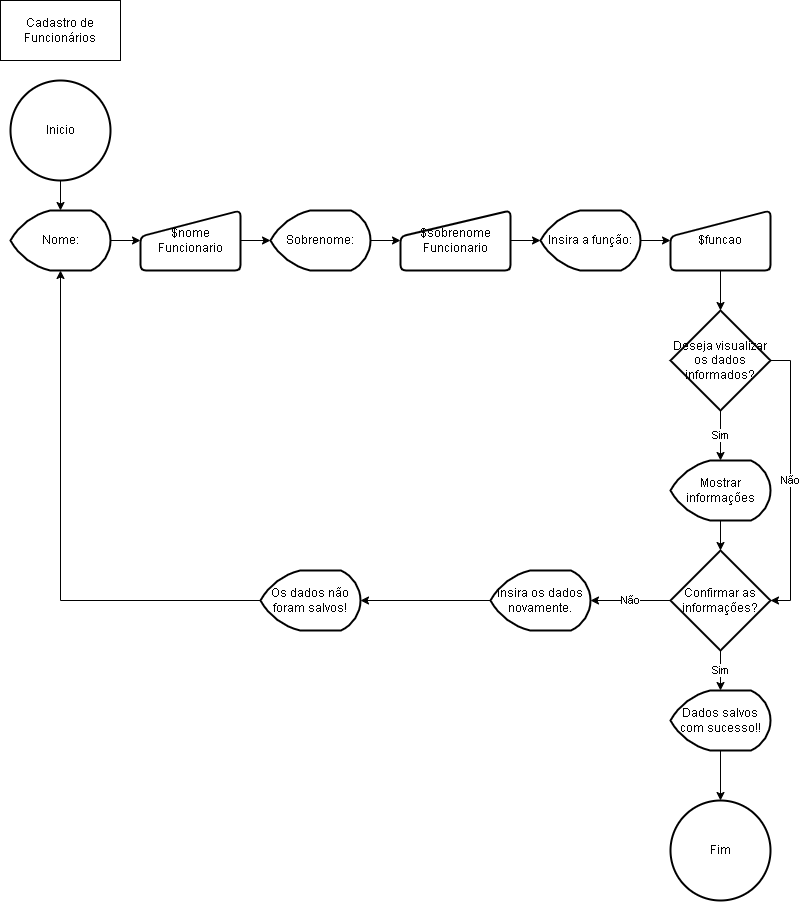 Cadastro de
Funcionários
Inicio
Nome:
$nome
Funcionario
Sobrenome:
$sobrenome
Funcionario
Insira a função:
$funcao
Deseja visualizar
os dados
informados?
Sim
Não
Mostrar
informações
Confirmar as
informações?
Não
Insira os dados
novamente.
Os dados não
foram salvos!
Sim
Dados salvos
com sucesso!!
Fim